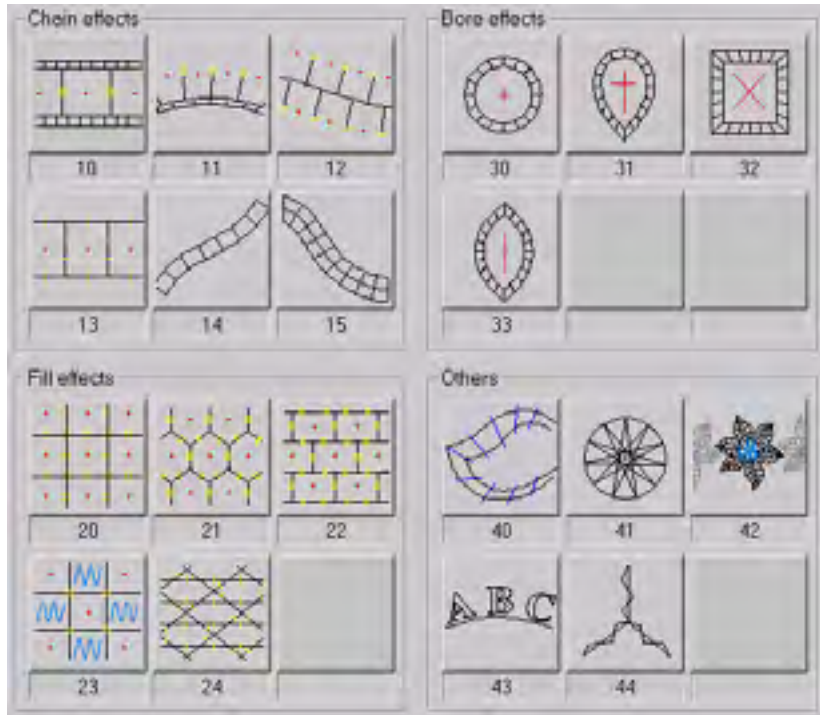 Chain effects
10 11 12
13 14 15
Bore effects
30 31 32
33
Fill effects
20 21 22
23 24
Others
40 41 42
A B C
43 44